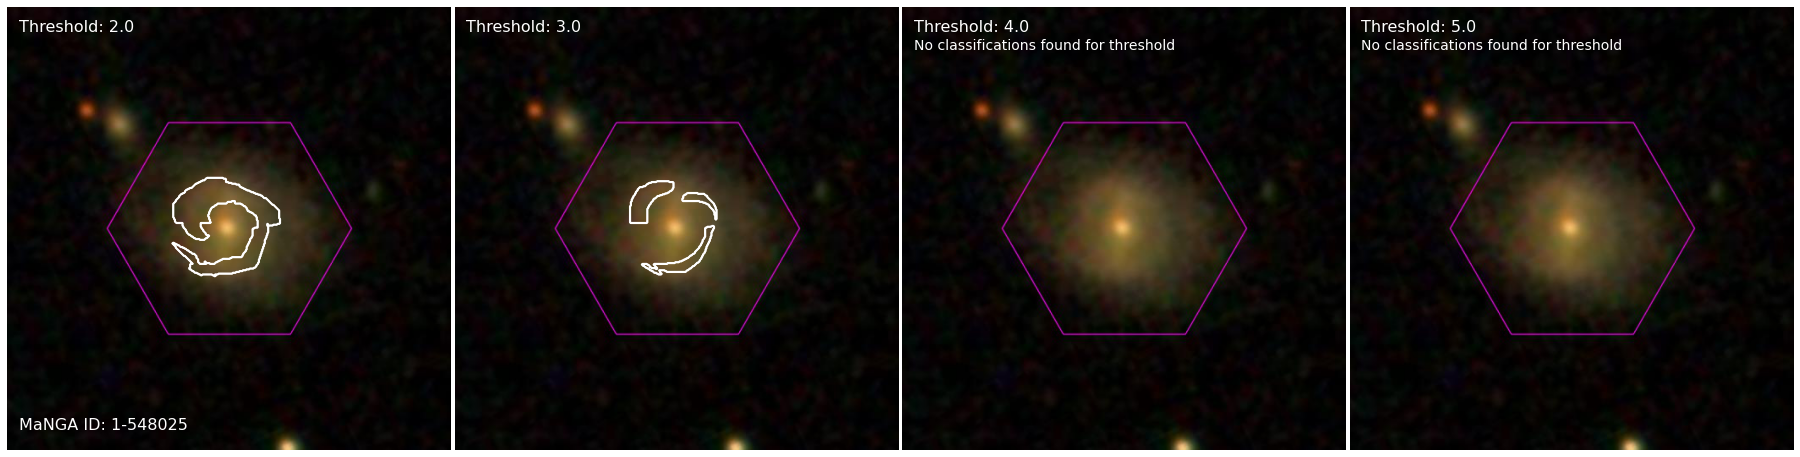 Threshold: 2.0
MaNGA ID: 1-548025
Threshold: 3.0
Threshold: 4.0
No classifications found for threshold
Threshold: 5.0
No classifications found for threshold